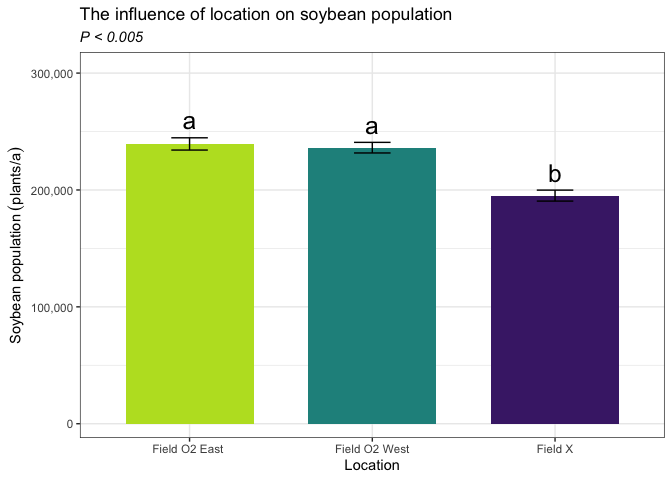 The influence of location on soybean population
P < 0.005
300,000
200,000
100,000
0
Soybean population (plants/a)
a
a
b
Field O2 East
Field O2 West
Field X
Location